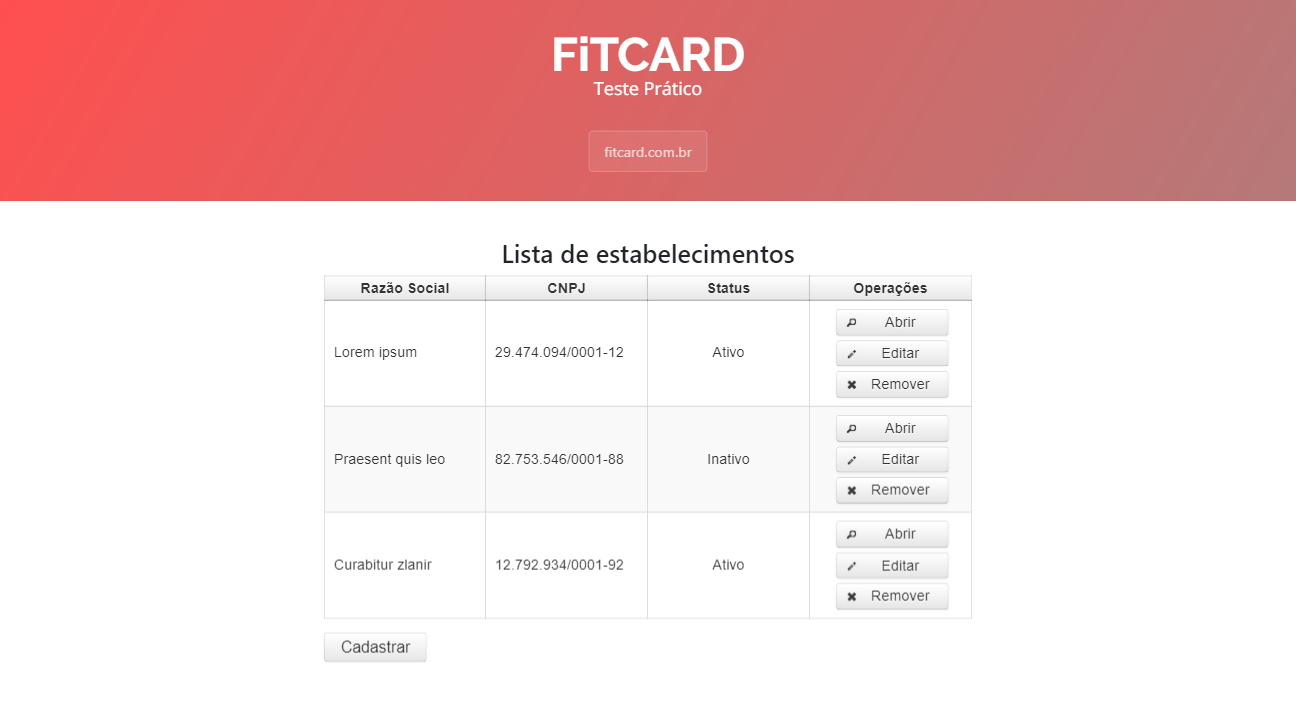 FiTCARD
Teste Prático
fitcard.com.br
Lista de estabelecimentos
Razão Social CNPJ Status Operações
Lorem ipsum 29.474.094/0001-12 Ativo Abrir
Editar
Remover
Praesent quis leo 82.753.546/0001-88 Inativo Abrir
Editar
Remover
Curabitur zlanir 12.792.934/0001-92 Ativo Abrir
Editar
Remover
Cadastrar